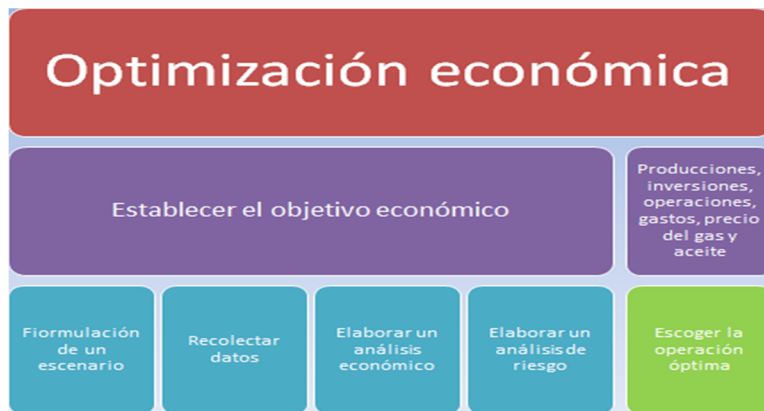 Optimización económica
Establecer el objetivo económico
Producciones,
inversiones,
operaciones,
gastos, precio
del gas y
aceite
Fiormulación
de un
escenario
Recolectar
datos
Elaborar un
análisis
económico
Elaborar un
análisis de
riesgo
Escoger la
operación
óptima